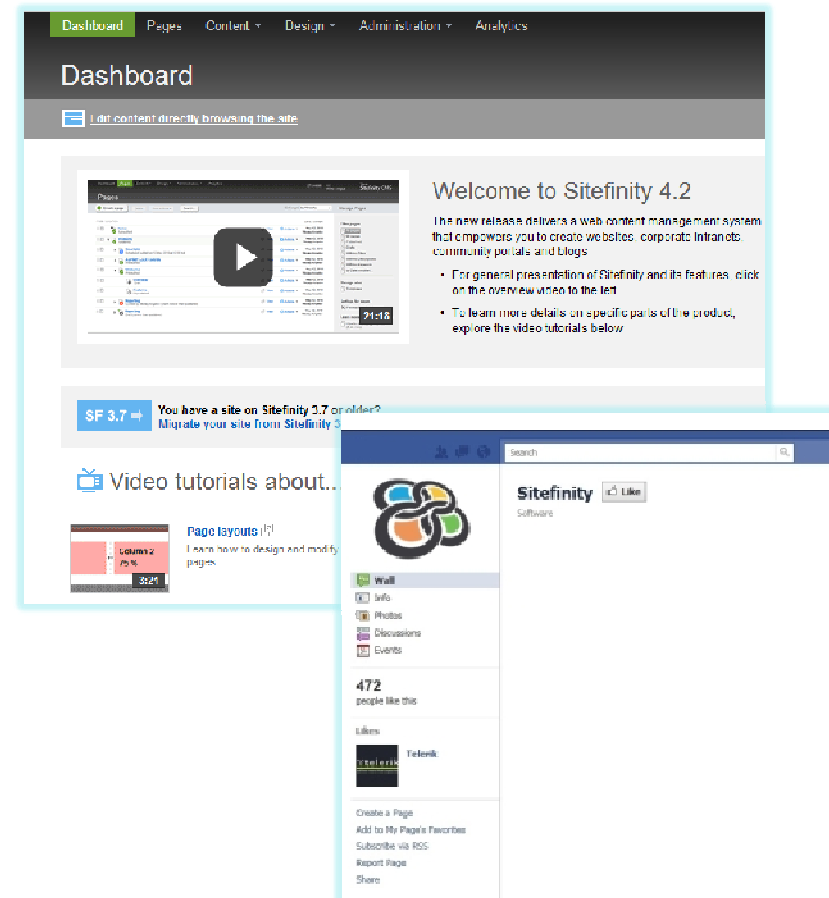 Dashboard Pages Content Design Administration Analytics
Dashboard
Edit content directly browsing the site
Pages
21:18
Welcome to Sitefinity 4.2
The new release delivers a web content management system
that empowers you to create websites, corporate intranets,
community portals and blogs
• For general presentation of Sitefinity and its features, click
on the overview video to the left
• To learn more details on specific parts of the product,
explore the video tutorials below
SF 3.7
You have a site on Sitefinity 3.7 or older?
Migrate your site from Sitefinity 3
Video tutorials about...
Column 2
75%
3:21
Page layouts
Learn how to design and modify
pages
Search
Sitefinity Like
Software
Wall
Info
Photos
Discussions
Events
472
people like this
Likes
telerik
Telerik
Create a Page
Add to My Page's Favorites
Subscribe via RSS
Report Page
Share